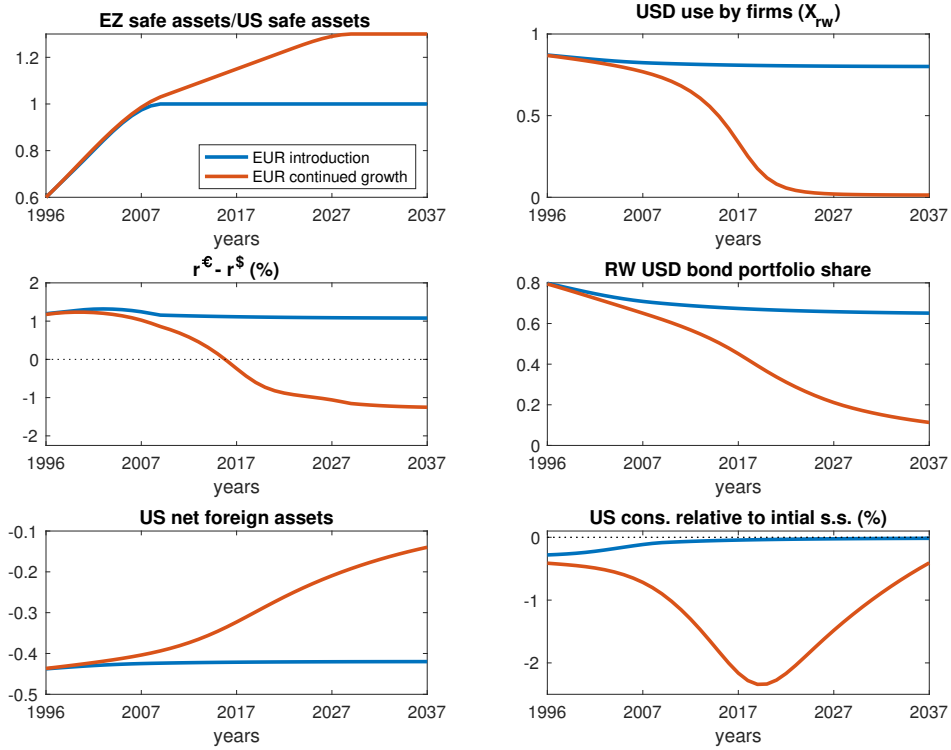 EZ safe assets/US safe assets
1.2
1
0.8
0.6
1996 2007 2017 2027 2037
years
EUR introduction
EUR continued growth
USD use by firms (X_rw)
1
0.5
0
1996 2007 2017 2027 2037
years
r^€ - r^$ (%)
2
1
0
-1
-2
1996 2007 2017 2027 2037
years
RW USD bond portfolio share
0.8
0.6
0.4
0.2
0
1996 2007 2017 2027 2037
years
US net foreign assets
-0.1
-0.2
-0.3
-0.4
-0.5
1996 2007 2017 2027 2037
years
US cons. relative to intial s.s. (%)
0
-1
-2
1996 2007 2017 2027 2037
years